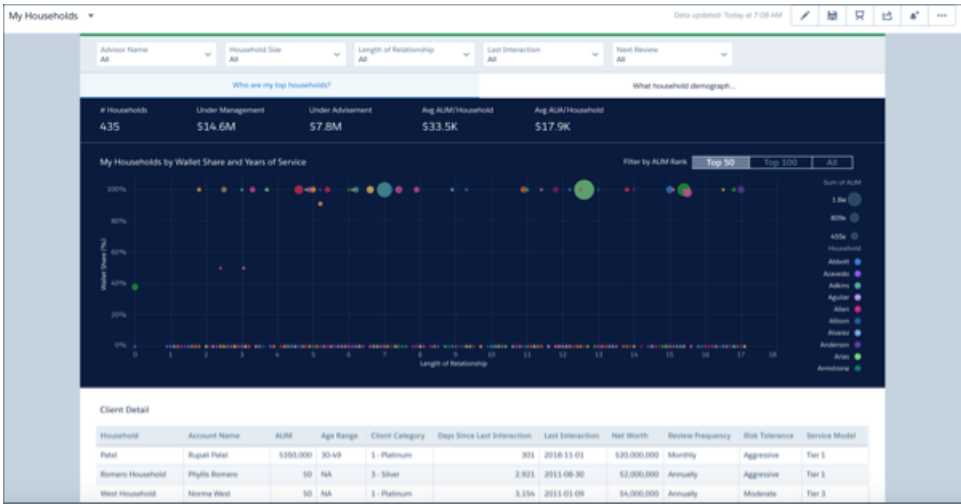 My Households
Data updated: Today at 7:08 AM
Advisor Name Household Size Length of Relationship Last Interaction Next Review
All All All All All
Who are my top households? What household demograph...
# Households Under Management Under Advisement Avg AUM/Household Avg AUA/Household
435 $14.6M $7.8M $33.5K $17.9K
My Households by Wallet Share and Years of Service Filter by AUM Rank Top 50 Top 100 All
Sum of AUM
1.8M
809k
455k
Household
Abbott
Acevedo
Adkins
Aguilar
Allen
Allison
Alvarez
Anderson
Arias
Armstrong
Wallet Share (%)
100%
80%
60%
40%
20%
0%
0 1 2 3 4 5 6 7 8 9 10 11 12 13 14 15 16 17 18
Length of Relationship
Client Detail
Household Account Name AUM Age Range Client Category Days Since Last Interaction Last Interaction Net Worth Review Frequency Risk Tolerance Service Model
Patel Rupali Patel $350,000 30-49 1 - Platinum 301 2018-11-01 $20,000,000 Monthly Aggressive Tier 1
Romero Household Phyllis Romero $0 NA 3 - Silver 2,921 2011-08-30 $2,000,000 Annually Aggressive Tier 1
West Household Norma West $0 NA 1 - Platinum 3,154 2011-01-09 $4,000,000 Annually Moderate Tier 3